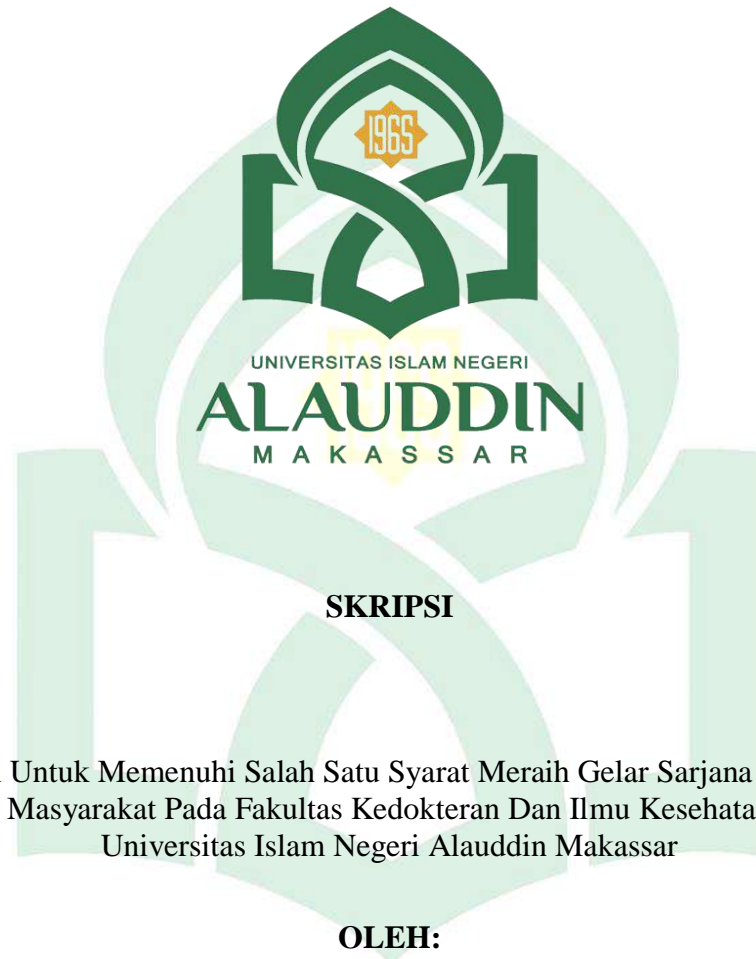 1965
UNIVERSITAS ISLAM NEGERI
ALAUDDIN
MAKASSAR
SKRIPSI
Untuk Memenuhi Salah Satu Syarat Meraih Gelar Sarjana
Masyarakat Pada Fakultas Kedokteran Dan Ilmu Kesehata
Universitas Islam Negeri Alauddin Makassar
OLEH: